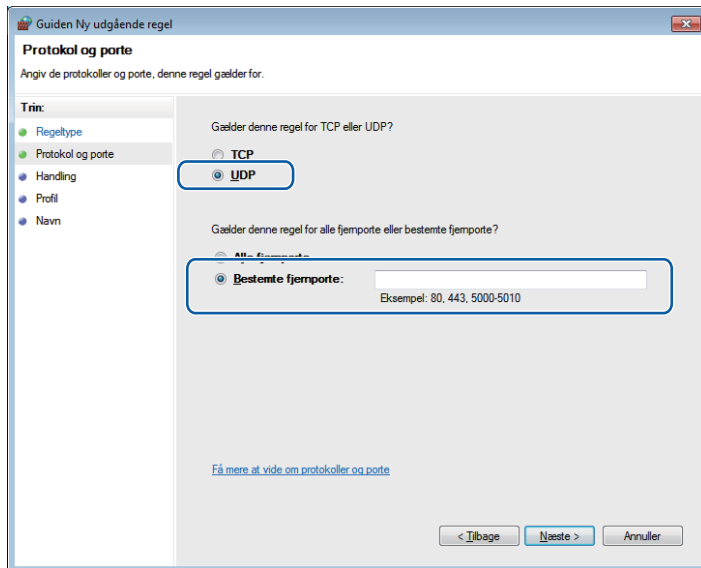 Guiden Ny udgående regel
Protokol og porte
Angiv de protokoller og porte, denne regel gælder for.
Trin:
Regeltype
Protokol og porte
Handling
Profil
Navn
Gælder denne regel for TCP eller UDP?
TCP
UDP
Gælder denne regel for alle fjernporte eller bestemte fjernporte?
Alle fjernporte
Bestemte fjernporte:
Eksempel: 80, 443, 5000-5010
Få mere at vide om protokoller og porte
< Tilbage
Næste >
Annuller